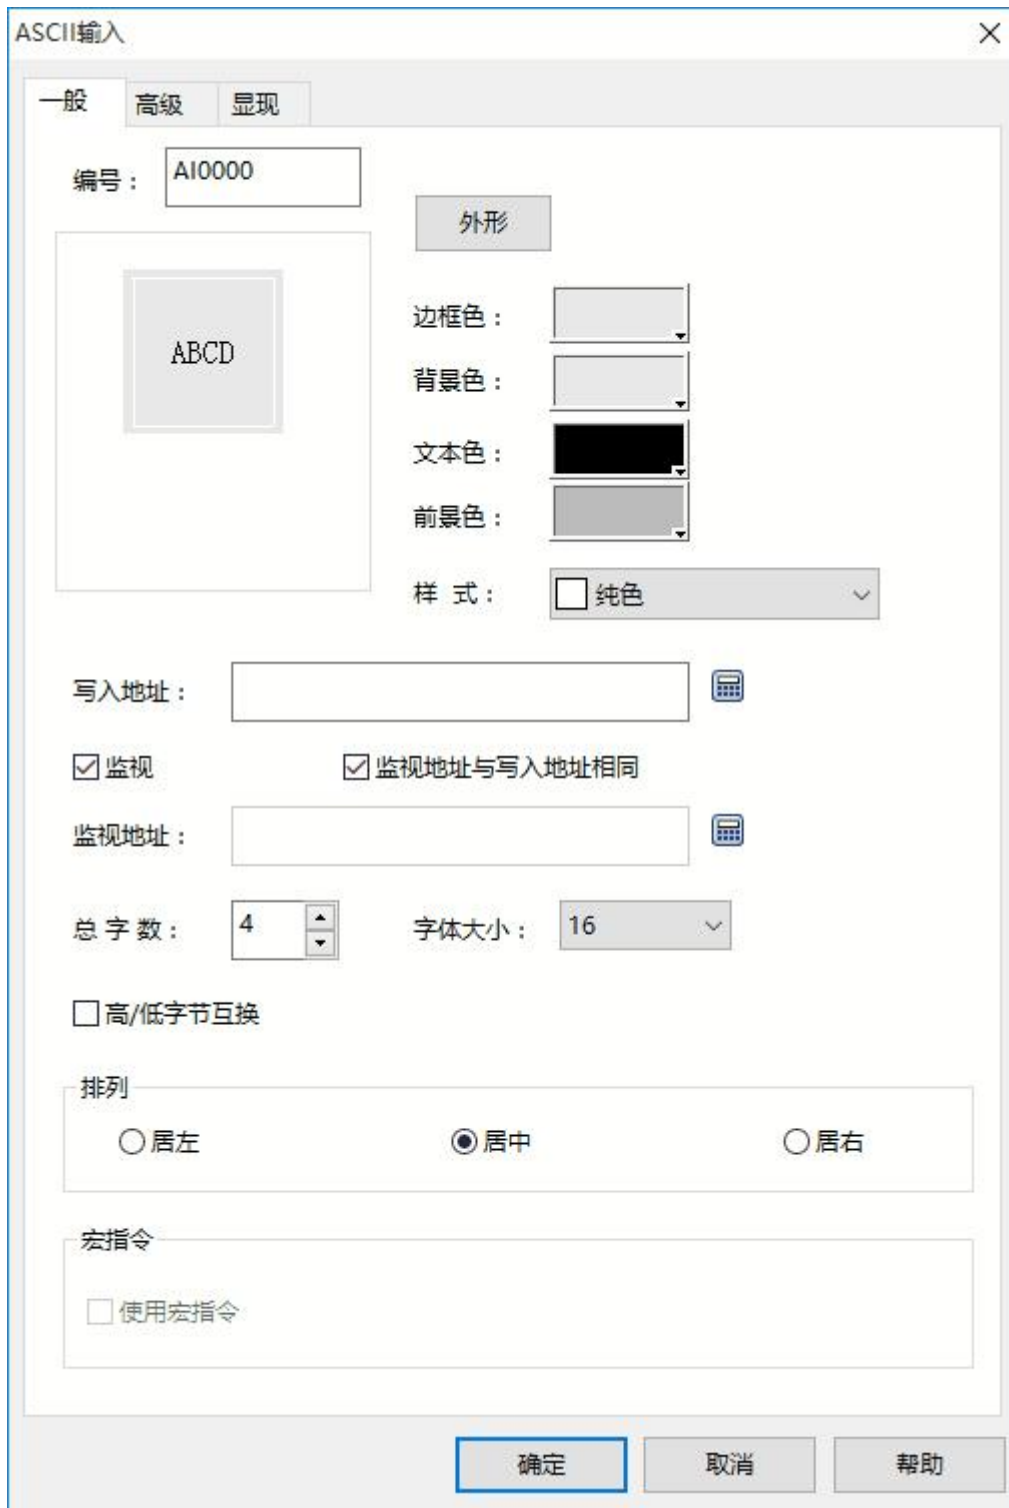 ASCII输入
一般 高级 显现
编号： AI0000
外形
ABCD
边框色：
背景色：
文本色：
前景色：
样 式： 纯色
写入地址：
监视 监视地址与写入地址相同
监视地址：
总 字 数： 4 字体大小： 16
高/低字节互换
排列
居左 居中 居右
宏指令
使用宏指令
确定 取消 帮助